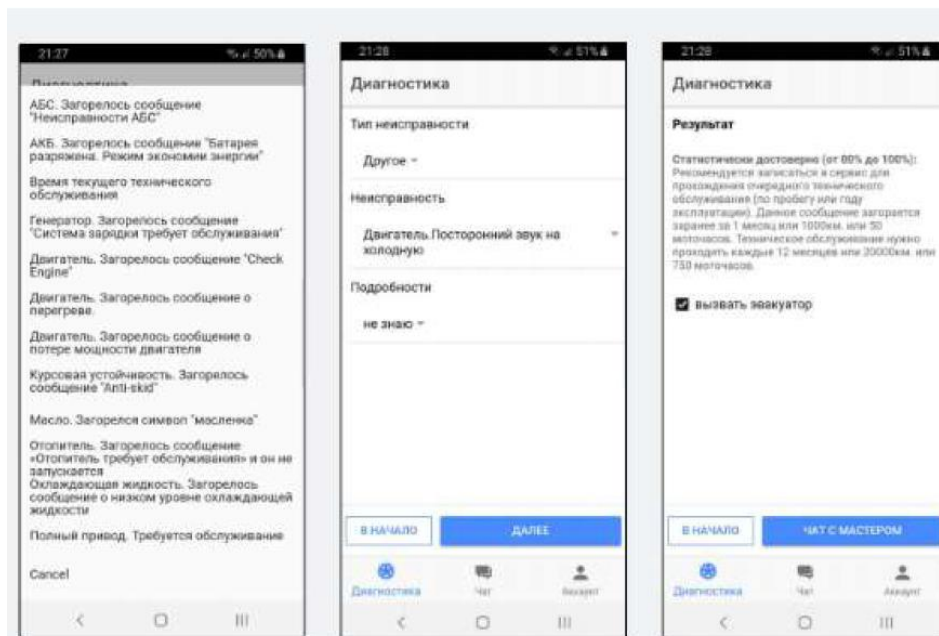 21:27
50%
Диагностика
АБС. Загорелось сообщение
"Неисправности АБС"
АКБ. Загорелось сообщение "Батарея
разряжена. Режим экономии энергии"
Время текущего технического
обслуживания
Генератор. Загорелось сообщение
"Система зарядки требует обслуживания"
Двигатель. Загорелось сообщение "Check
Engine"
Двигатель. Загорелось сообщение о
перегреве.
Двигатель. Загорелось сообщение о
потере мощности двигателя
Курсовая устойчивость. Загорелось
сообщение "Anti-skid"
Масло. Загорелся символ "масленка"
Отопитель. Загорелось сообщение
«Отопитель требует обслуживания» и он не
запускается
Охлаждающая жидкость. Загорелось
сообщение о низком уровне охлаждающей
жидкости
Полный привод. Требуется обслуживание
Cancel
21:28
51%
Диагностика
Тип неисправности
Другое
Неисправность
Двигатель.Посторонний звук на
холодную
Подробности
не знаю
В НАЧАЛО
ДАЛЕЕ
Диагностика
Чат
Аккаунт
21:28
51%
Диагностика
Результат
Статистически достоверно (от 80% до 100%):
Рекомендуется записаться в сервис для
прохождения очередного технического
обслуживания (по пробегу или году
эксплуатации). Данное сообщение загорается
заранее за 1 месяц или 1000км. или 50
моточасов. Техническое обслуживание нужно
проходить каждые 12 месяцев или 20000км. или
750 моточасов.
вызвать эвакуатор
В НАЧАЛО
ЧАТ С МАСТЕРОМ
Диагностика
Чат
Аккаунт